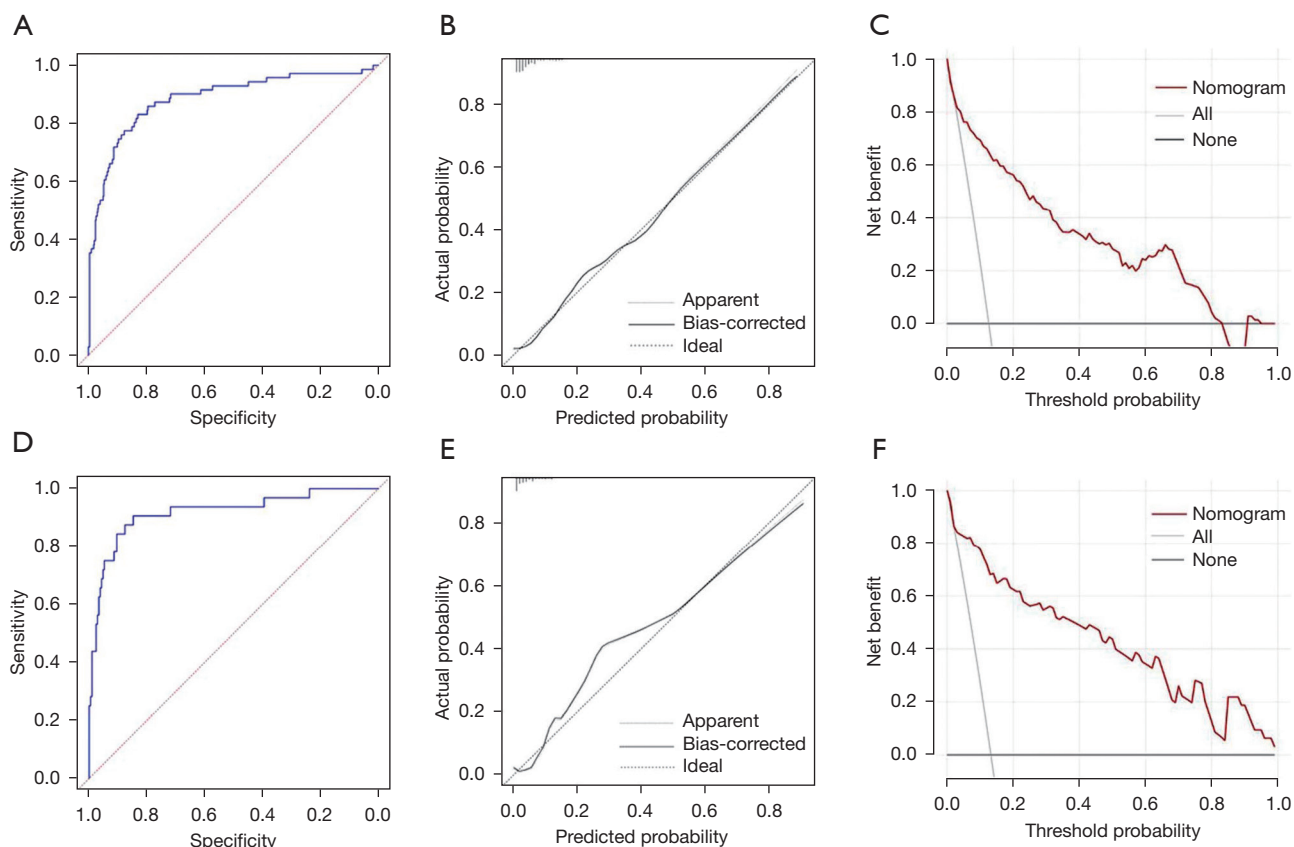 A
Sensitivity
1.0
0.8
0.6
0.4
0.2
0.0
1.0 0.8 0.6 0.4 0.2 0.0
Specificity
B
Actual probability
0.8
0.6
0.4
0.2
0.0
Apparent
Bias-corrected
Ideal
0.0 0.2 0.4 0.6 0.8
Predicted probability
C
Net benefit
1.0
0.8
0.6
0.4
0.2
0.0
Nomogram
All
None
0.0 0.2 0.4 0.6 0.8 1.0
Threshold probability
D
Sensitivity
1.0
0.8
0.6
0.4
0.2
0.0
1.0 0.8 0.6 0.4 0.2 0.0
Specificity
E
Actual probability
0.8
0.6
0.4
0.2
0.0
Apparent
Bias-corrected
Ideal
0.0 0.2 0.4 0.6 0.8
Predicted probability
F
Net benefit
1.0
0.8
0.6
0.4
0.2
0.0
Nomogram
All
None
0.0 0.2 0.4 0.6 0.8 1.0
Threshold probability